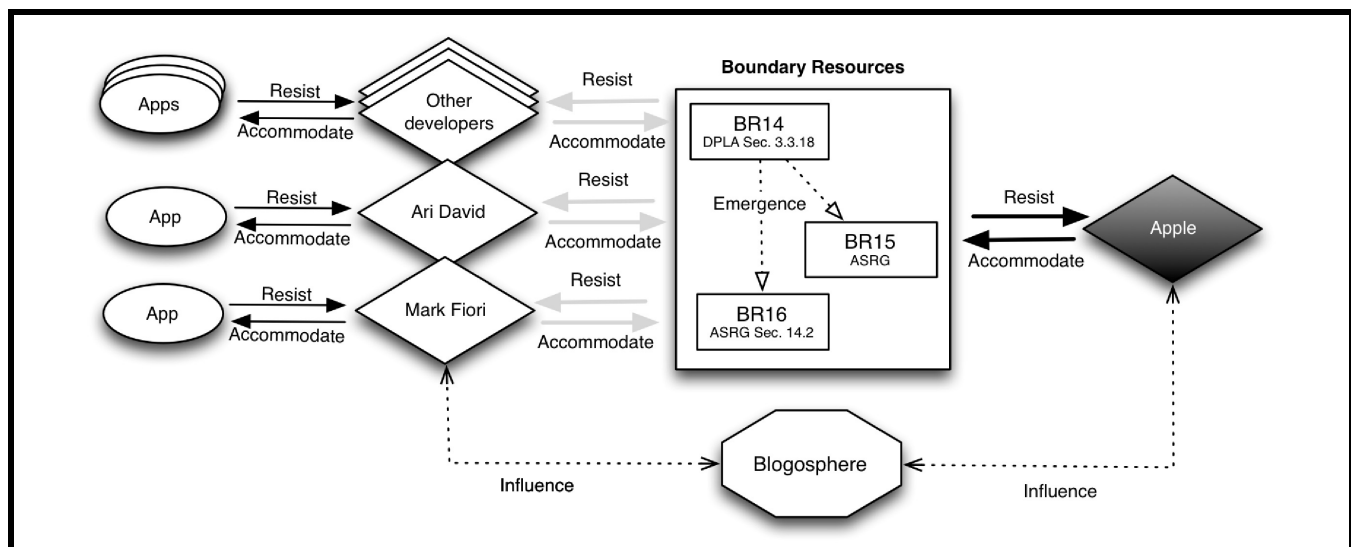 Boundary Resources
Apps
Resist
Accommodate
Other
developers
Resist
Accommodate
BR14
DPLA Sec. 3.3.18
Emergence
BR15
ASRG
BR16
ASRG Sec. 14.2
App
Resist
Accommodate
Ari David
Resist
Accommodate
Resist
Accommodate
Apple
App
Resist
Accommodate
Mark Fiori
Resist
Accommodate
Blogosphere
Influence
Influence